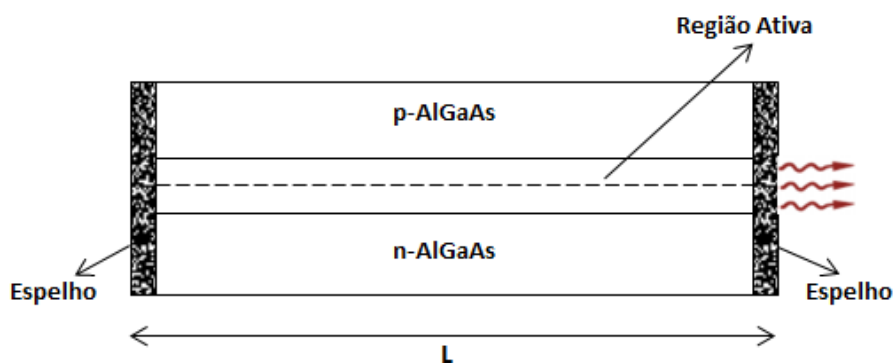 Região Ativa
p-AlGaAs
n-AlGaAs
Espelho
Espelho
L